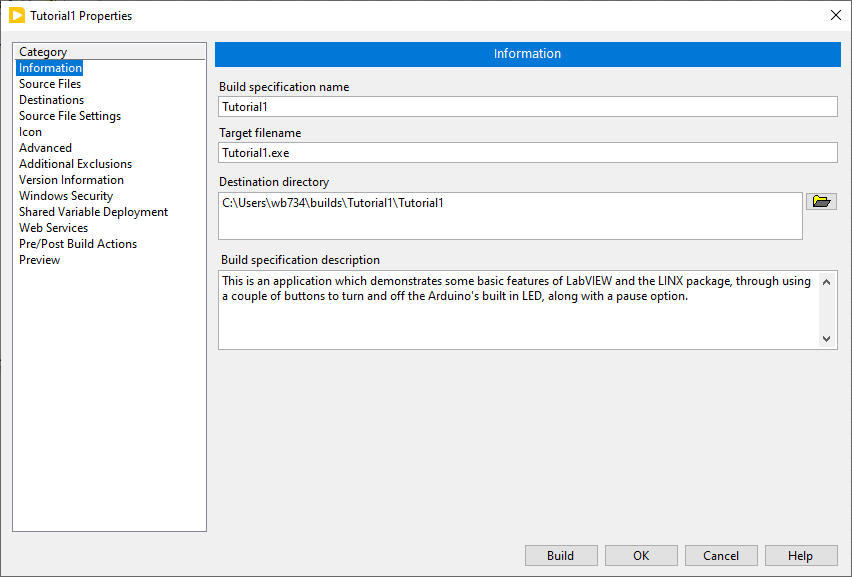 Tutorial1 Properties
Category
Information
Source Files
Destinations
Source File Settings
Icon
Advanced
Additional Exclusions
Version Information
Windows Security
Shared Variable Deployment
Web Services
Pre/Post Build Actions
Preview
Information
Build specification name
Tutorial1
Target filename
Tutorial1.exe
Destination directory
C:\Users\wb734\builds\Tutorial1\Tutorial1
Build specification description
This is an application which demonstrates some basic features of LabVIEW and the LINX package, through using
a couple of buttons to turn and off the Arduino's built in LED, along with a pause option.
Build
OK
Cancel
Help